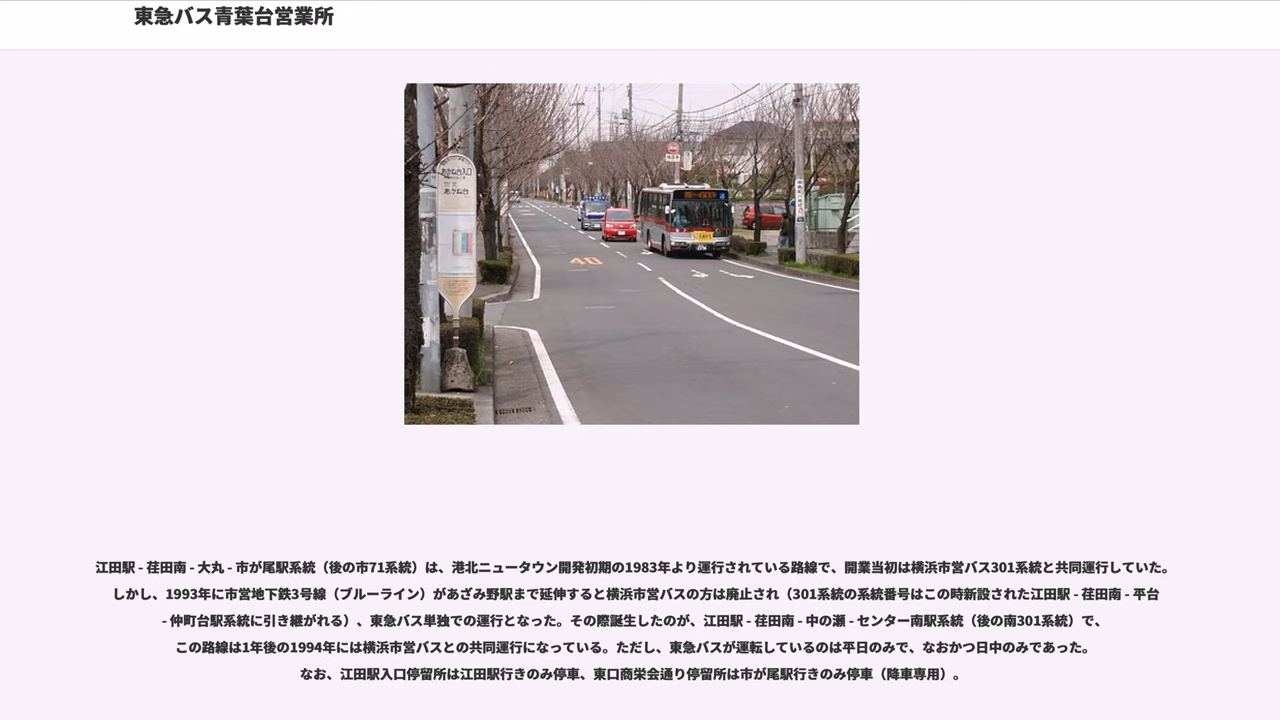 東急バス青葉台営業所
あかね台入口
あかね台
40
江田駅 - 荏田南 - 大丸 - 市が尾駅系統（後の市71系統）は、港北ニュータウン開発初期の1983年より運行されている路線で、開業当初は横浜市営バス301系統と共同運行していた。
しかし、1993年に市営地下鉄3号線（ブルーライン）があざみ野駅まで延伸すると横浜市営バスの方は廃止され（301系統の系統番号はこの時新設された江田駅 - 荏田南 - 平台
- 仲町台駅系統に引き継がれる）、東急バス単独での運行となった。その際誕生したのが、江田駅 - 荏田南 - 中の瀬 - センター南駅系統（後の南301系統）で、
この路線は1年後の1994年には横浜市営バスとの共同運行になっている。ただし、東急バスが運転しているのは平日のみで、なおかつ日中のみであった。
なお、江田駅入口停留所は江田駅行きのみ停車、東口商栄会通り停留所は市が尾駅行きのみ停車（降車専用）。